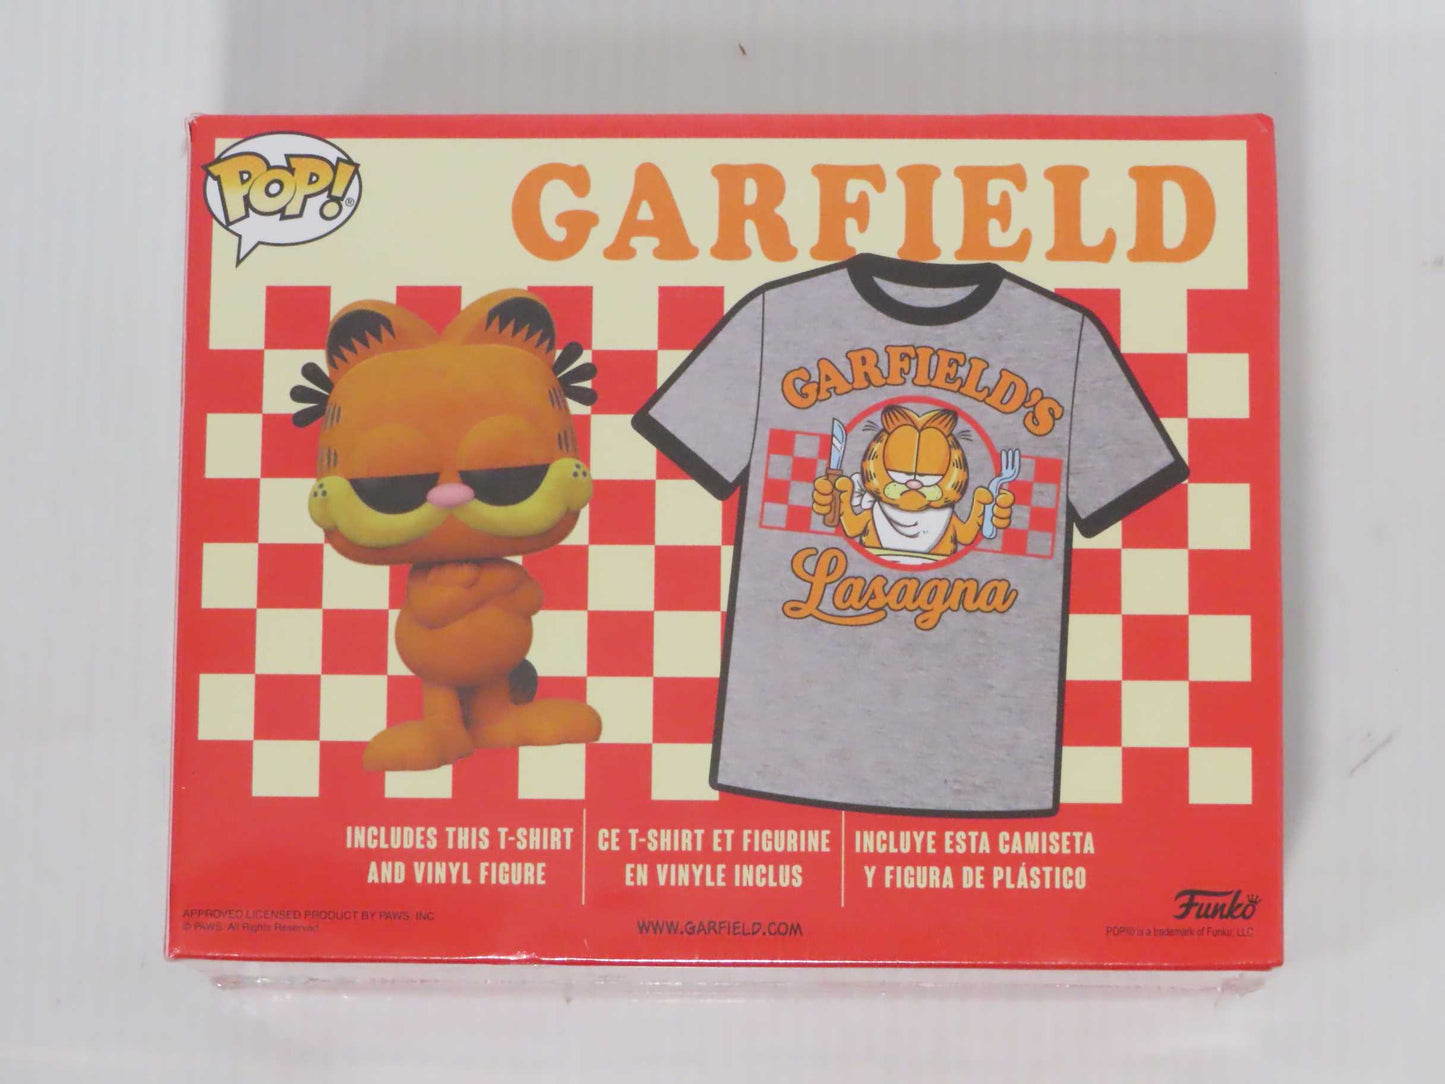 POP!®
GARFIELD
GARFIELD'S
Lasagna
INCLUDES THIS T-SHIRT
AND VINYL FIGURE
CE T-SHIRT ET FIGURINE
EN VINYLE INCLUS
INCLUYE ESTA CAMISETA
Y FIGURA DE PLÁSTICO
APPROVED LICENSED PRODUCT BY PAWS, INC
© PAWS. All Rights Reserved
WWW.GARFIELD.COM
Funko
POP!® is a trademark of Funko, LLC